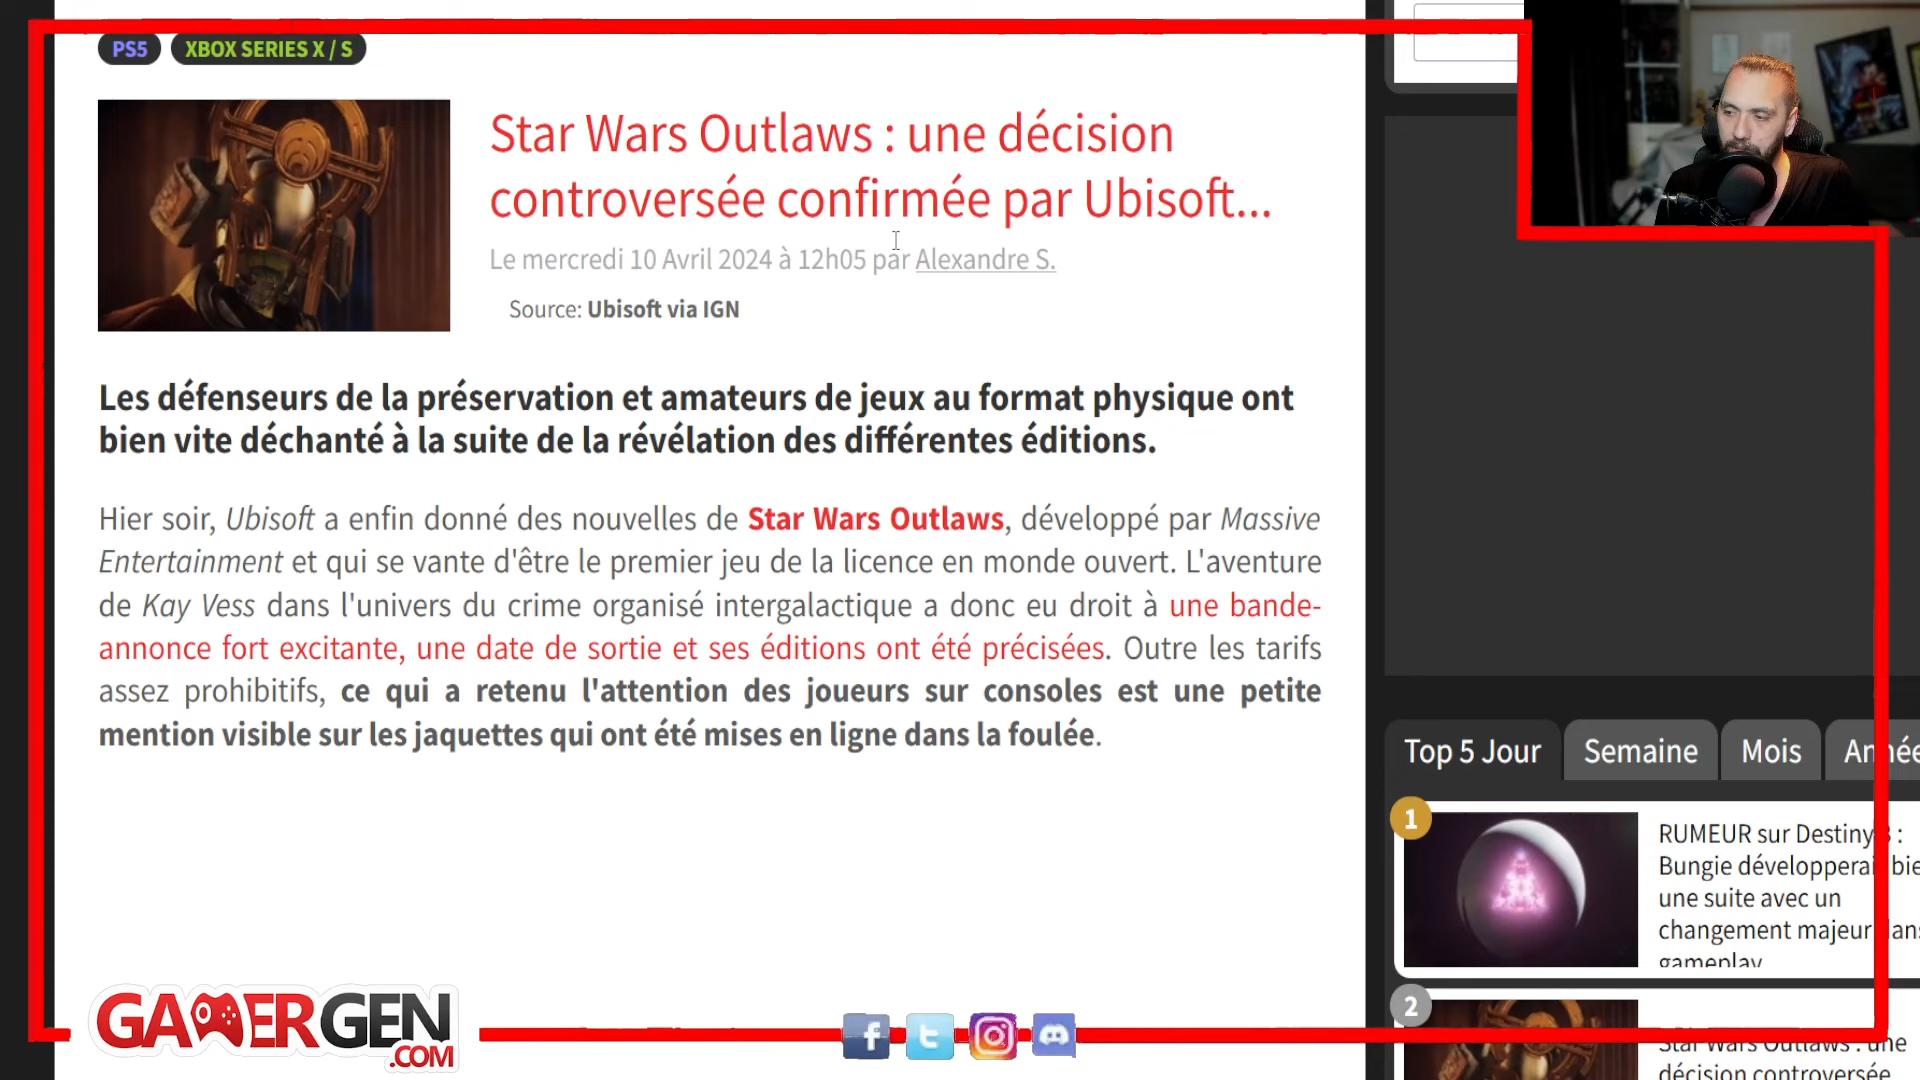 PS5
XBOX SERIES X / S
Star Wars Outlaws : une décision
controversée confirmée par Ubisoft...
Le mercredi 10 Avril 2024 à 12h05 par Alexandre S.
Source: Ubisoft via IGN
Les défenseurs de la préservation et amateurs de jeux au format physique ont
bien vite déchanté à la suite de la révélation des différentes éditions.
Hier soir, Ubisoft a enfin donné des nouvelles de Star Wars Outlaws, développé par Massive
Entertainment et qui se vante d'être le premier jeu de la licence en monde ouvert. L'aventure
de Kay Vess dans l'univers du crime organisé intergalactique a donc eu droit à une bande-
annonce fort excitante, une date de sortie et ses éditions ont été précisées. Outre les tarifs
assez prohibitifs, ce qui a retenu l'attention des joueurs sur consoles est une petite
mention visible sur les jaquettes qui ont été mises en ligne dans la foulée.
Top 5 Jour
Semaine
Mois
Année
1
RUMEUR sur Destiny 3 :
Bungie développerait bie
une suite avec un
changement majeur dans
gameplay
2
Star Wars Outlaws : une
décision controversée
GAMERGEN
.COM